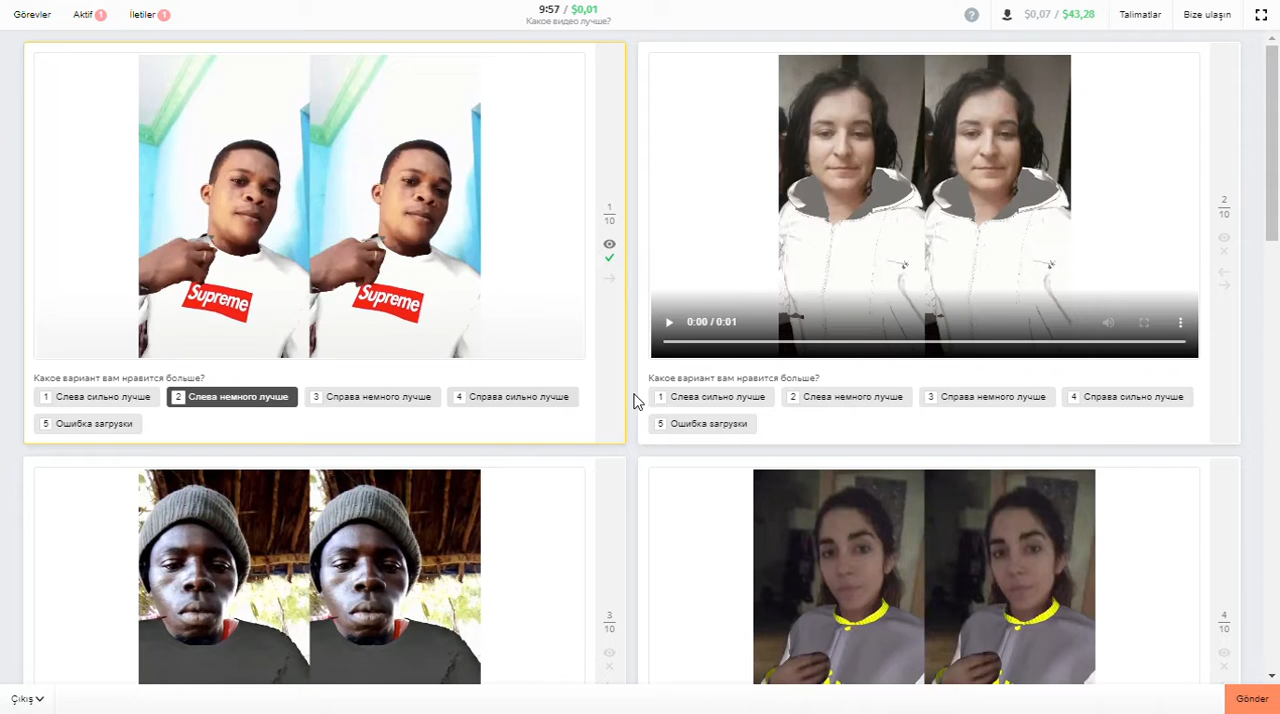 Görevler
Aktif 1
İletiler 1
9:57 / $0,01
Какое видео лучше?
?
$0,07 / $43,28
Talimatlar
Bize ulaşın
Supreme
Supreme
1
10
Какое вариант вам нравится больше?
1 Слева сильно лучше
2 Слева немного лучше
3 Справа немного лучше
4 Справа сильно лучше
5 Ошибка загрузки
0:00 / 0:01
2
10
Какое вариант вам нравится больше?
1 Слева сильно лучше
2 Слева немного лучше
3 Справа немного лучше
4 Справа сильно лучше
5 Ошибка загрузки
3
10
4
10
Çıkış
Gönder